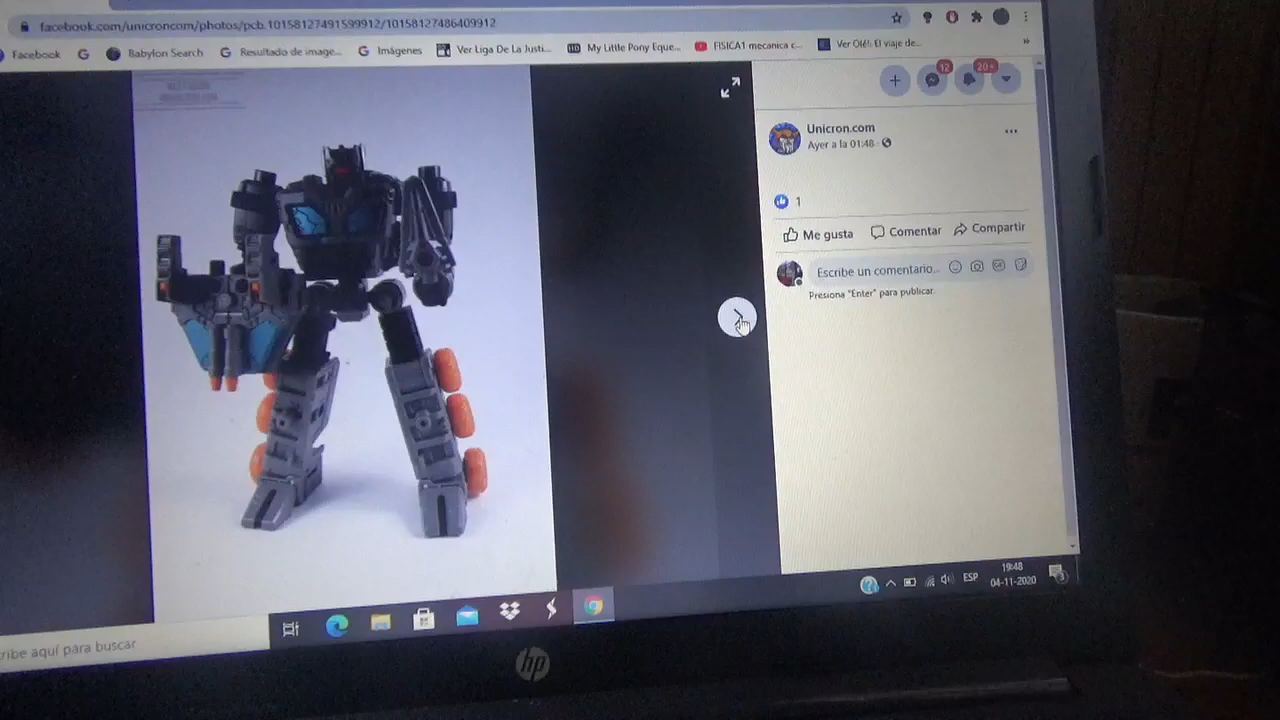 facebook.com/unicroncom/photos/pcb.10158127491599912/10158127486409912
Facebook
Babylon Search
Resultado de image...
Imágenes
Ver Liga De La Justi...
My Little Pony Eque...
FISICA1 mecanica c...
Ver Olé!: El viaje de...
»
12
20+
Unicron.com
Ayer a la 01:48
1
Me gusta
Comentar
Compartir
Escribe un comentario...
Presiona "Enter" para publicar.
ribe aquí para buscar
ESP
19:48
04-11-2020
3
hp